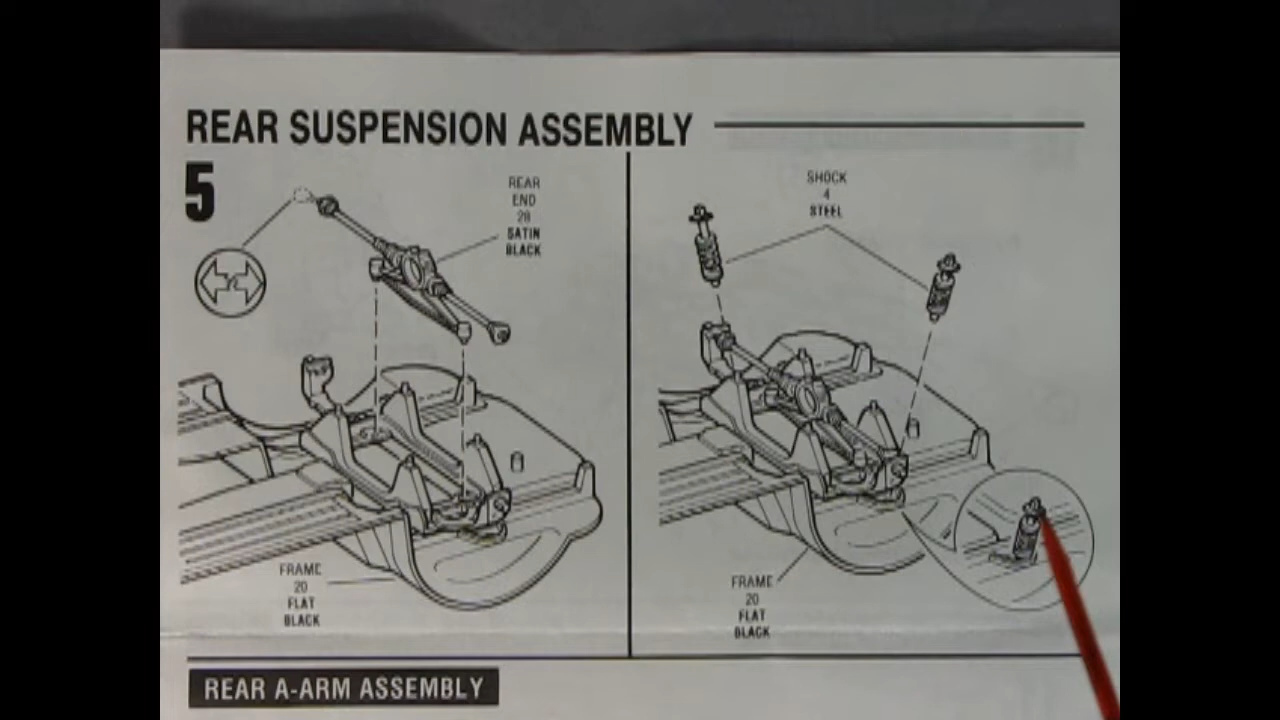 REAR SUSPENSION ASSEMBLY
5
REAR
END
28
SATIN
BLACK
FRAME
20
FLAT
BLACK
SHOCK
4
STEEL
FRAME
20
FLAT
BLACK
REAR A-ARM ASSEMBLY